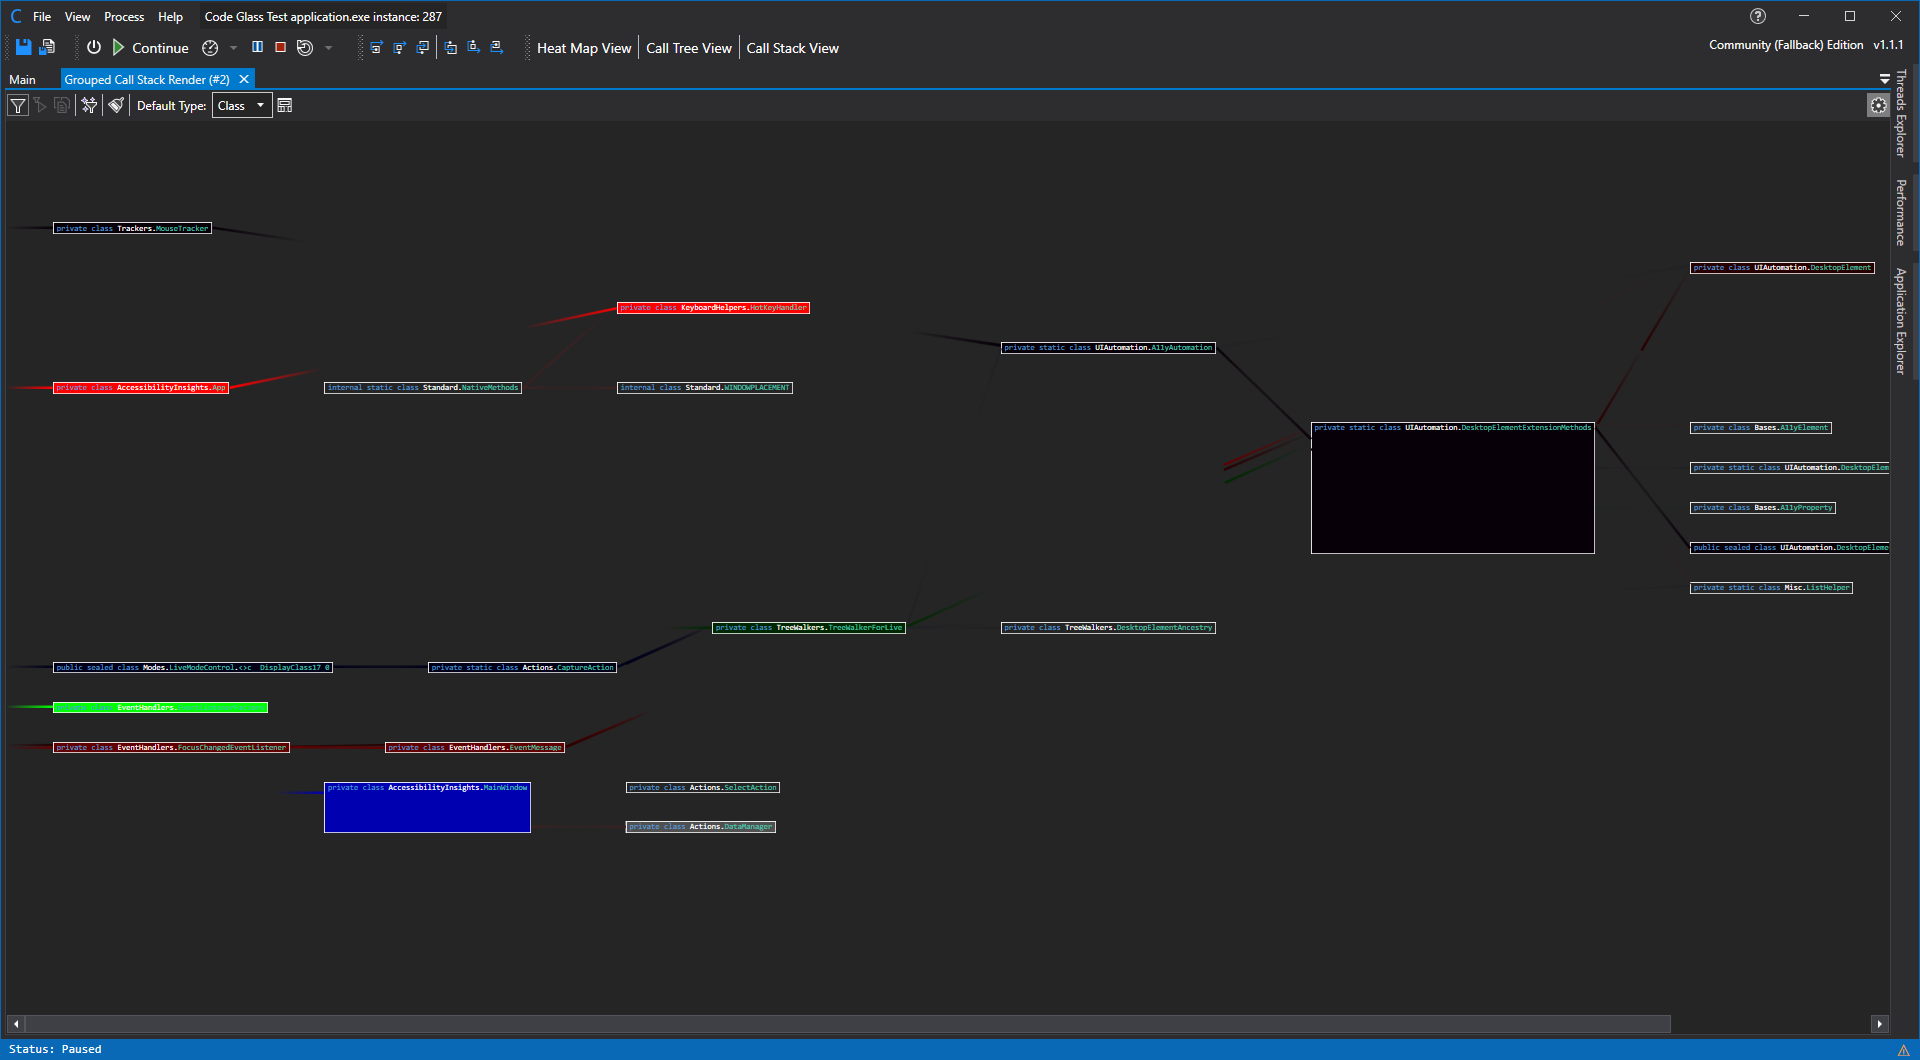 C File View Process Help Code Glass Test application.exe instance: 287
Continue Heat Map View Call Tree View Call Stack View Community (Fallback) Edition v1.1.1
Main Grouped Call Stack Render (#2)
Default Type: Class
Threads Explorer
Performance
Application Explorer
private class Trackers.MouseTracker
private class UIAutomation.DesktopElement
private class KeyboardHelpers.HotKeyHandler
private static class UIAutomation.A11yAutomation
private class AccessibilityInsights.App
internal static class Standard.NativeMethods
internal class Standard.WINDOWPLACEMENT
private static class UIAutomation.DesktopElementExtensionMethods
private class Bases.A11yElement
private static class UIAutomation.DesktopElem
private class Bases.A11yProperty
public sealed class UIAutomation.DesktopEleme
private static class Misc.ListHelper
private class TreeWalkers.TreeWalkerForLive
private class TreeWalkers.DesktopElementAncestry
public sealed class Modes.LiveModeControl.<>c DisplayClass17 0
private static class Actions.CaptureAction
EventHandlers.
private class EventHandlers.FocusChangedEventListener
private class EventHandlers.EventMessage
private class AccessibilityInsights.MainWindow
private class Actions.SelectAction
private class Actions.DataManager
Status: Paused